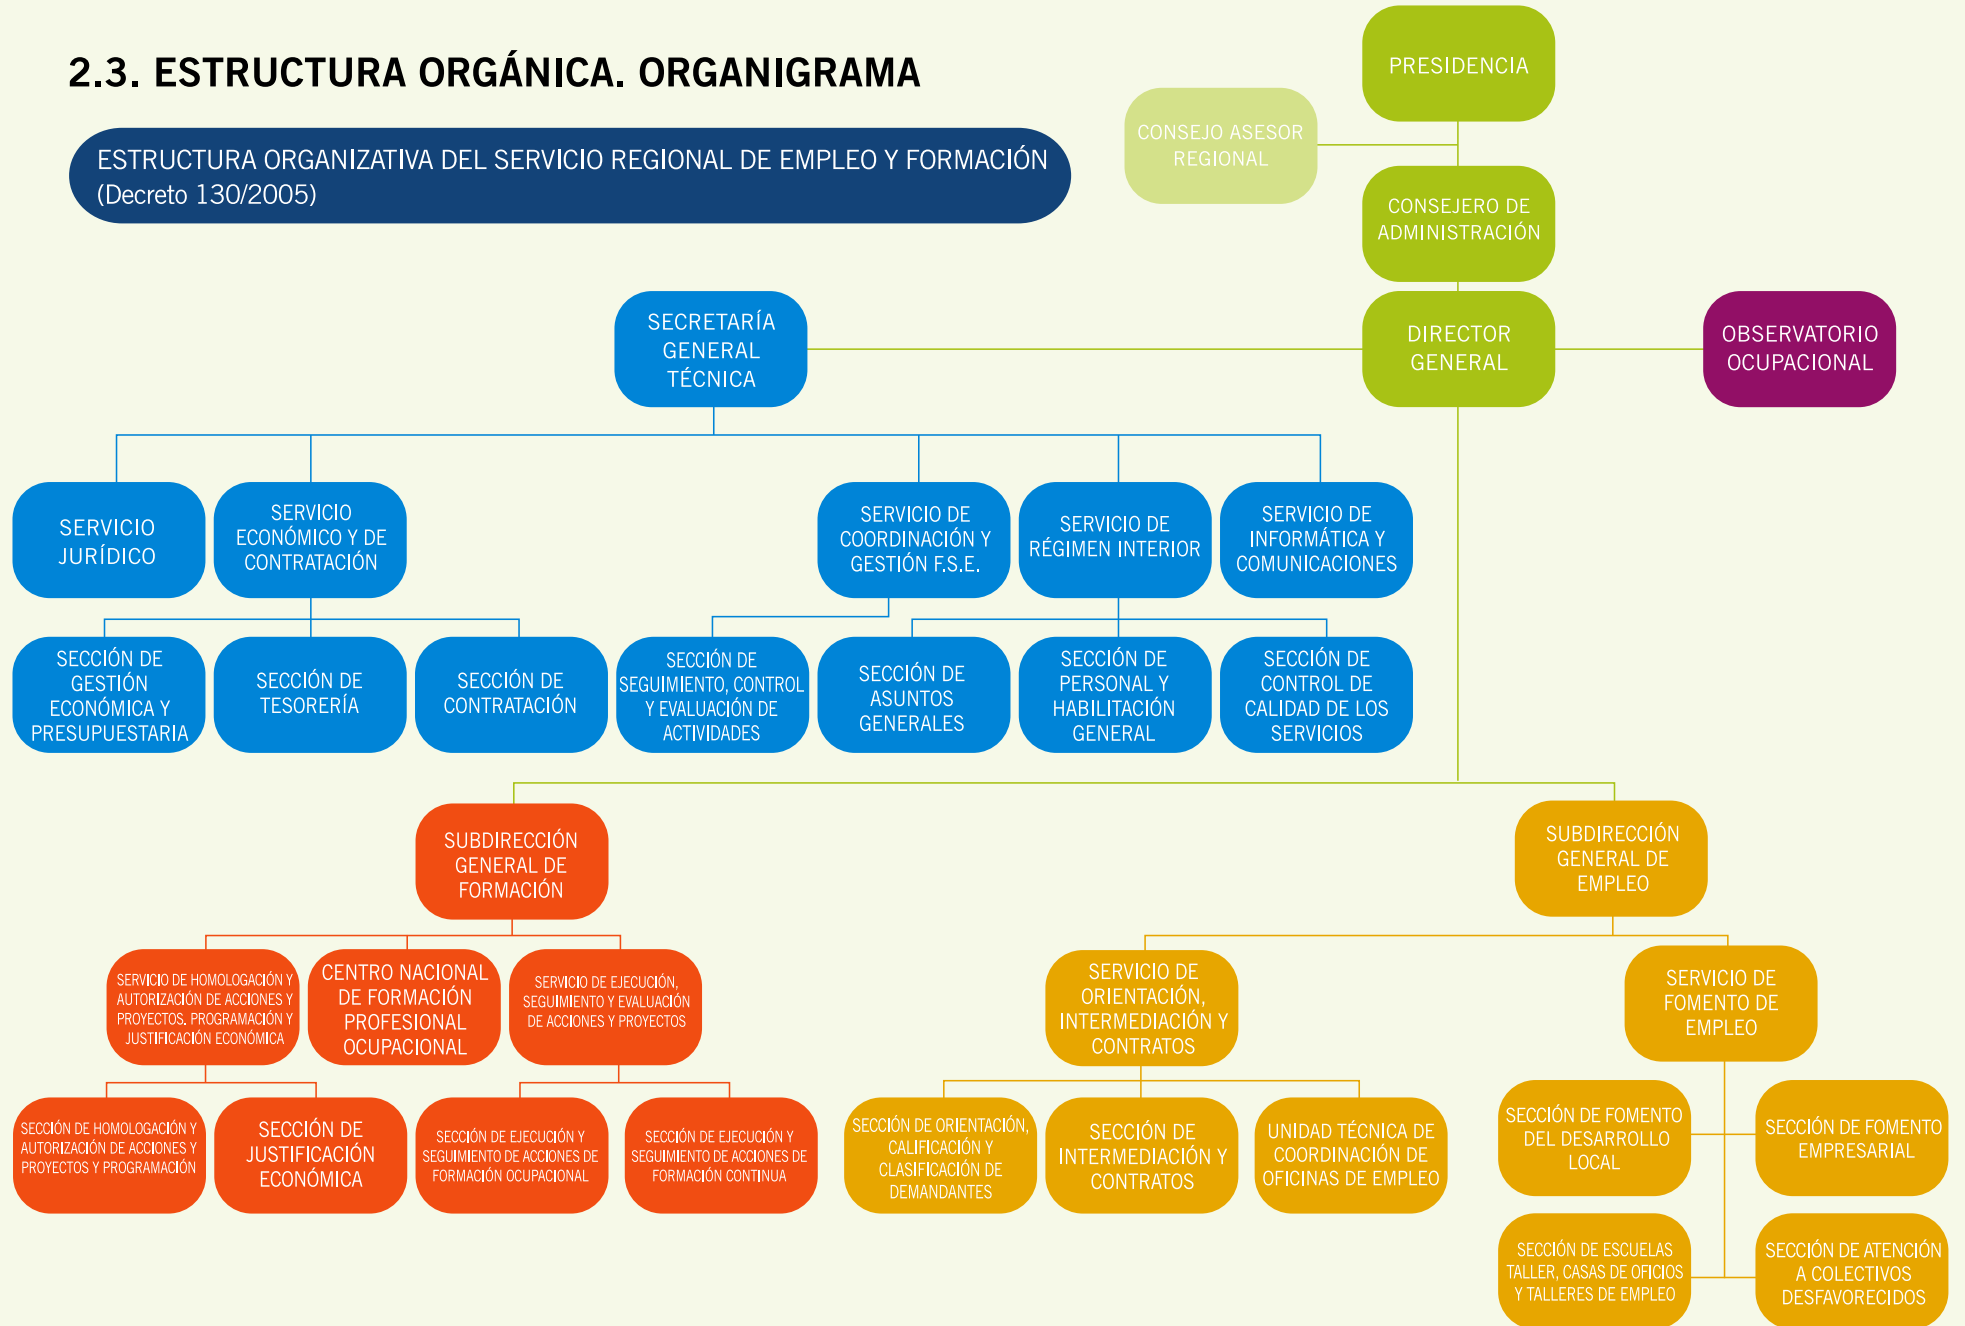 2.3. ESTRUCTURA ORGÁNICA. ORGANIGRAMA
ESTRUCTURA ORGANIZATIVA DEL SERVICIO REGIONAL DE EMPLEO Y FORMACIÓN
(Decreto 130/2005)
PRESIDENCIA
CONSEJO ASESOR
REGIONAL
CONSEJERO DE
ADMINISTRACIÓN
SECRETARÍA
GENERAL
TÉCNICA
DIRECTOR
GENERAL
OBSERVATORIO
OCUPACIONAL
SERVICIO
JURÍDICO
SERVICIO
ECONÓMICO Y DE
CONTRATACIÓN
SERVICIO DE
COORDINACIÓN Y
GESTIÓN F.S.E.
SERVICIO DE
RÉGIMEN INTERIOR
SERVICIO DE
INFORMÁTICA Y
COMUNICACIONES
SECCIÓN DE
GESTIÓN
ECONÓMICA Y
PRESUPUESTARIA
SECCIÓN DE
TESORERÍA
SECCIÓN DE
CONTRATACIÓN
SECCIÓN DE
SEGUIMIENTO, CONTROL
Y EVALUACIÓN DE
ACTIVIDADES
SECCIÓN DE
ASUNTOS
GENERALES
SECCIÓN DE
PERSONAL Y
HABILITACIÓN
GENERAL
SECCIÓN DE
CONTROL DE
CALIDAD DE LOS
SERVICIOS
SUBDIRECCIÓN
GENERAL DE
FORMACIÓN
SUBDIRECCIÓN
GENERAL DE
EMPLEO
SERVICIO DE HOMOLOGACIÓN Y
AUTORIZACIÓN DE ACCIONES Y
PROYECTOS. PROGRAMACIÓN Y
JUSTIFICACIÓN ECONÓMICA
CENTRO NACIONAL
DE FORMACIÓN
PROFESIONAL
OCUPACIONAL
SERVICIO DE EJECUCIÓN,
SEGUIMIENTO Y EVALUACIÓN
DE ACCIONES Y PROYECTOS
SERVICIO DE
ORIENTACIÓN,
INTERMEDIACIÓN Y
CONTRATOS
SERVICIO DE
FOMENTO DE
EMPLEO
SECCIÓN DE HOMOLOGACIÓN Y
AUTORIZACIÓN DE ACCIONES Y
PROYECTOS Y PROGRAMACIÓN
SECCIÓN DE
JUSTIFICACIÓN
ECONÓMICA
SECCIÓN DE EJECUCIÓN Y
SEGUIMIENTO DE ACCIONES DE
FORMACIÓN OCUPACIONAL
SECCIÓN DE EJECUCIÓN Y
SEGUIMIENTO DE ACCIONES DE
FORMACIÓN CONTINUA
SECCIÓN DE ORIENTACIÓN,
CALIFICACIÓN Y
CLASIFICACIÓN DE
DEMANDANTES
SECCIÓN DE
INTERMEDIACIÓN Y
CONTRATOS
UNIDAD TÉCNICA DE
COORDINACIÓN DE
OFICINAS DE EMPLEO
SECCIÓN DE FOMENTO
DEL DESARROLLO
LOCAL
SECCIÓN DE FOMENTO
EMPRESARIAL
SECCIÓN DE ESCUELAS
TALLER, CASAS DE OFICIOS
Y TALLERES DE EMPLEO
SECCIÓN DE ATENCIÓN
A COLECTIVOS
DESFAVORECIDOS